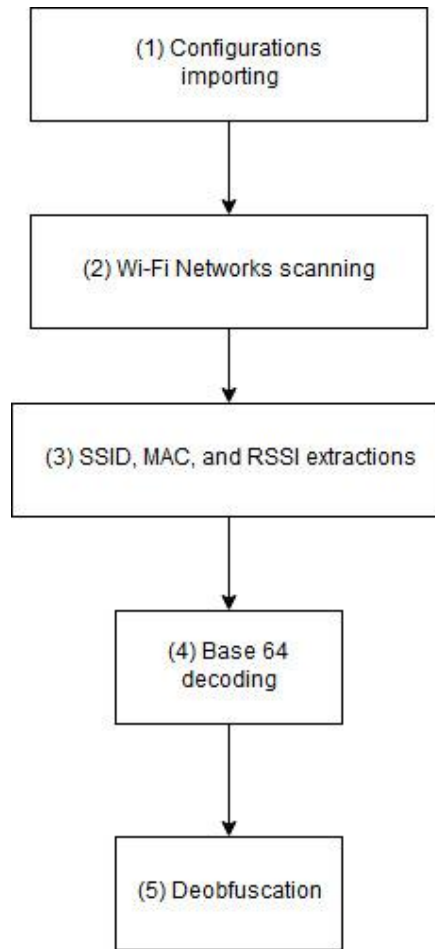 (1) Configurations
importing
(2) Wi-Fi Networks scanning
(3) SSID, MAC, and RSSI extractions
(4) Base 64
decoding
(5) Deobfuscation